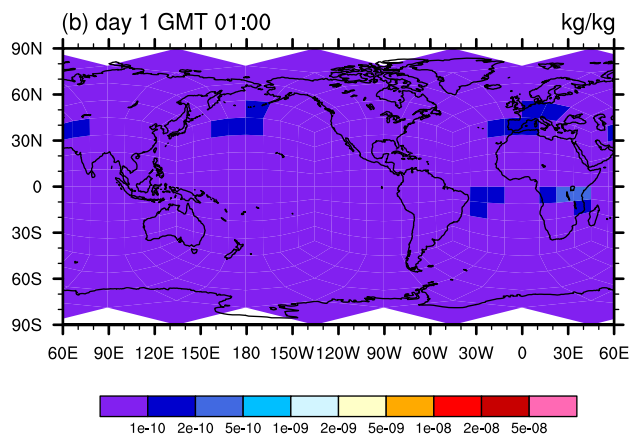 (b) day 1 GMT 01:00 kg/kg
90N
60N
30N
0
30S
60S
90S
60E 90E 120E 150E 180 150W 120W 90W 60W 30W 0 30E 60E
1e-10 2e-10 5e-10 1e-09 2e-09 5e-09 1e-08 2e-08 5e-08